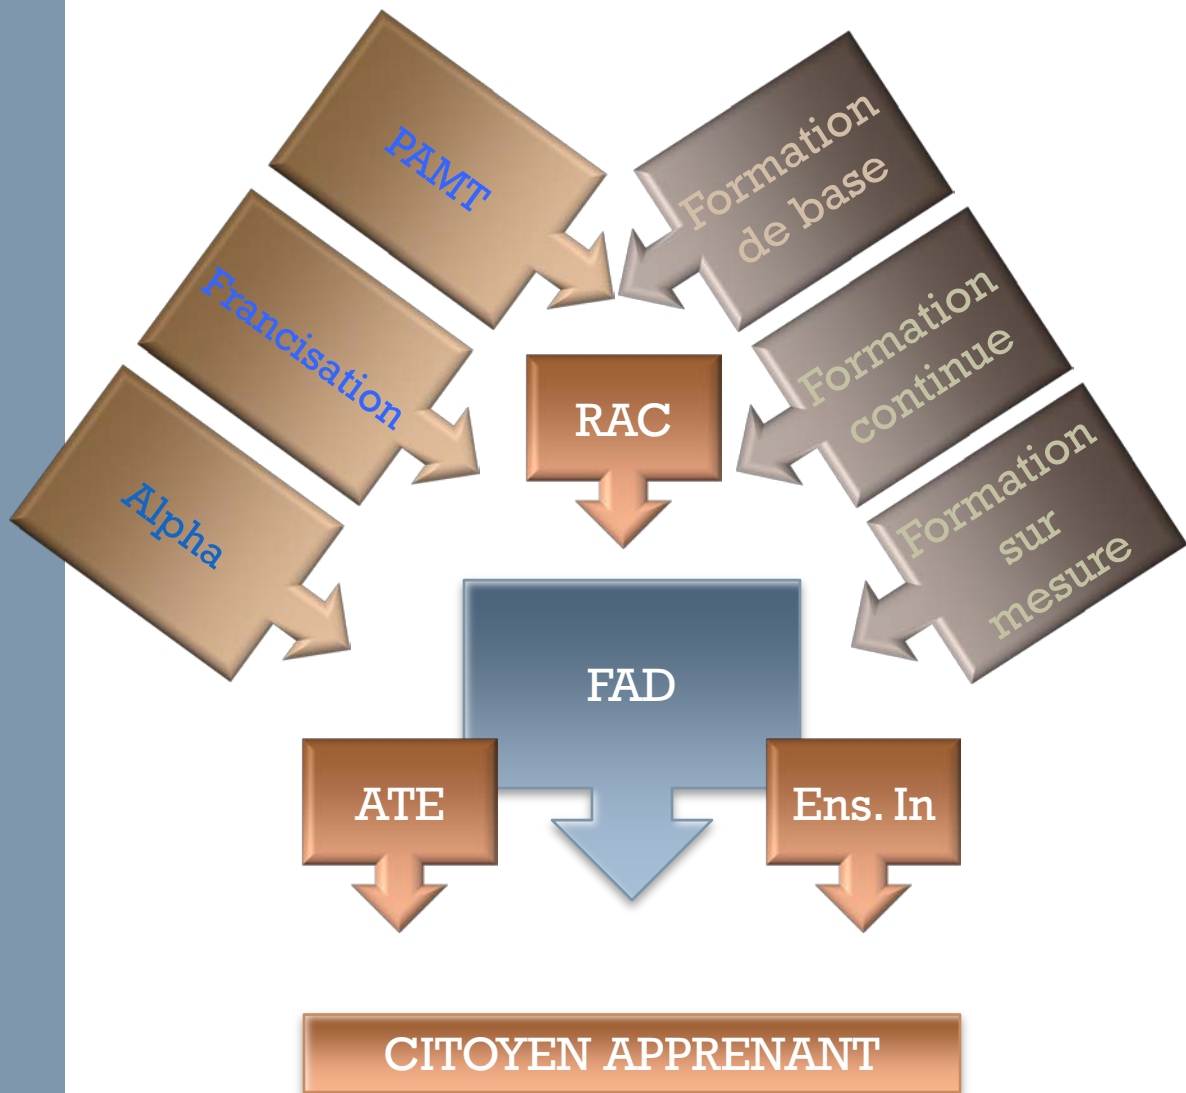 PAMT
Francisation
Alpha
Formation
de base
Formation
continue
Formation
sur
mesure
RAC
FAD
ATE
Ens. In
CITOYEN APPRENANT